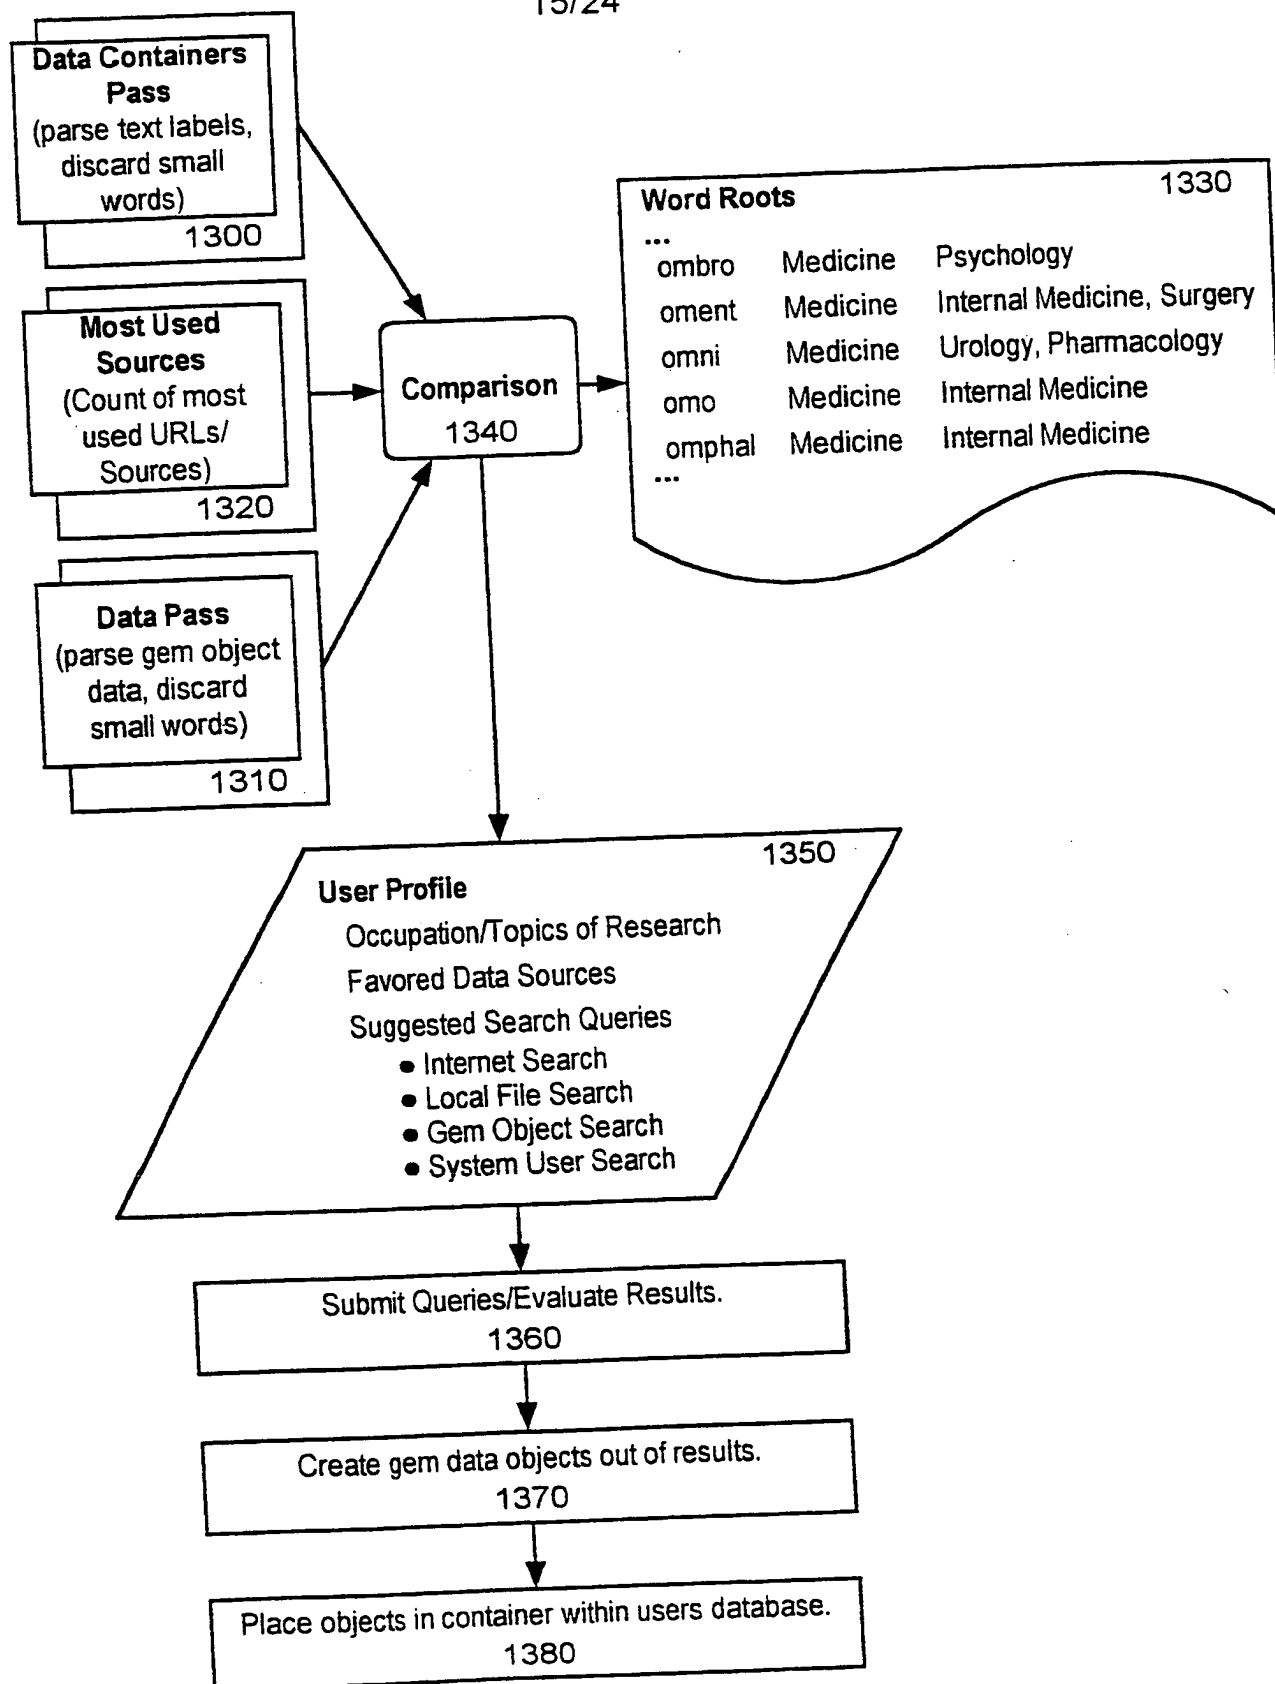 15/24
Data Containers
Pass
(parse text labels,
discard small
words)
1300
Most Used
Sources
(Count of most
used URLs/
Sources)
1320
Data Pass
(parse gem object
data, discard
small words)
1310
Comparison
1340
Word Roots 1330
...
ombro Medicine Psychology
oment Medicine Internal Medicine, Surgery
omni Medicine Urology, Pharmacology
omo Medicine Internal Medicine
omphal Medicine Internal Medicine
...
1350
User Profile
Occupation/Topics of Research
Favored Data Sources
Suggested Search Queries
• Internet Search
• Local File Search
• Gem Object Search
• System User Search
Submit Queries/Evaluate Results.
1360
Create gem data objects out of results.
1370
Place objects in container within users database.
1380